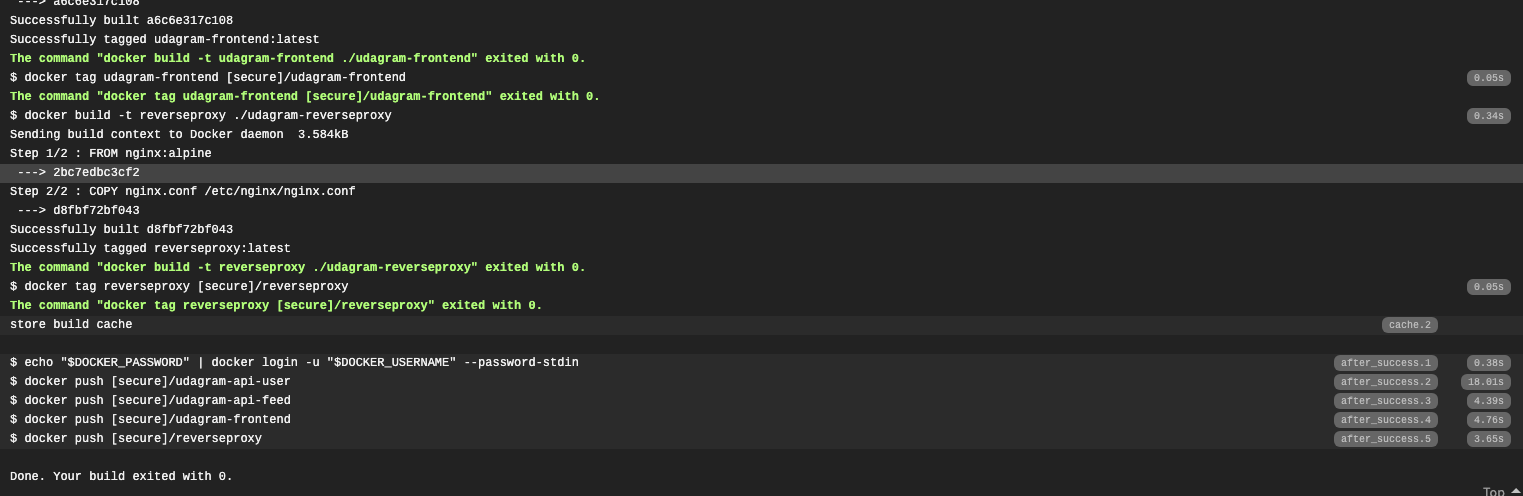 ---> a6c6e317c108
Successfully built a6c6e317c108
Successfully tagged udagram-frontend:latest
The command "docker build -t udagram-frontend ./udagram-frontend" exited with 0.
$ docker tag udagram-frontend [secure]/udagram-frontend 0.05s
The command "docker tag udagram-frontend [secure]/udagram-frontend" exited with 0.
$ docker build -t reverseproxy ./udagram-reverseproxy 0.34s
Sending build context to Docker daemon  3.584kB
Step 1/2 : FROM nginx:alpine
---> 2bc7edbc3cf2
Step 2/2 : COPY nginx.conf /etc/nginx/nginx.conf
---> d8fbf72bf043
Successfully built d8fbf72bf043
Successfully tagged reverseproxy:latest
The command "docker build -t reverseproxy ./udagram-reverseproxy" exited with 0.
$ docker tag reverseproxy [secure]/reverseproxy 0.05s
The command "docker tag reverseproxy [secure]/reverseproxy" exited with 0.
store build cache cache.2
$ echo "$DOCKER_PASSWORD" | docker login -u "$DOCKER_USERNAME" --password-stdin after_success.1 0.38s
$ docker push [secure]/udagram-api-user after_success.2 18.01s
$ docker push [secure]/udagram-api-feed after_success.3 4.39s
$ docker push [secure]/udagram-frontend after_success.4 4.76s
$ docker push [secure]/reverseproxy after_success.5 3.65s
Done. Your build exited with 0.
Top